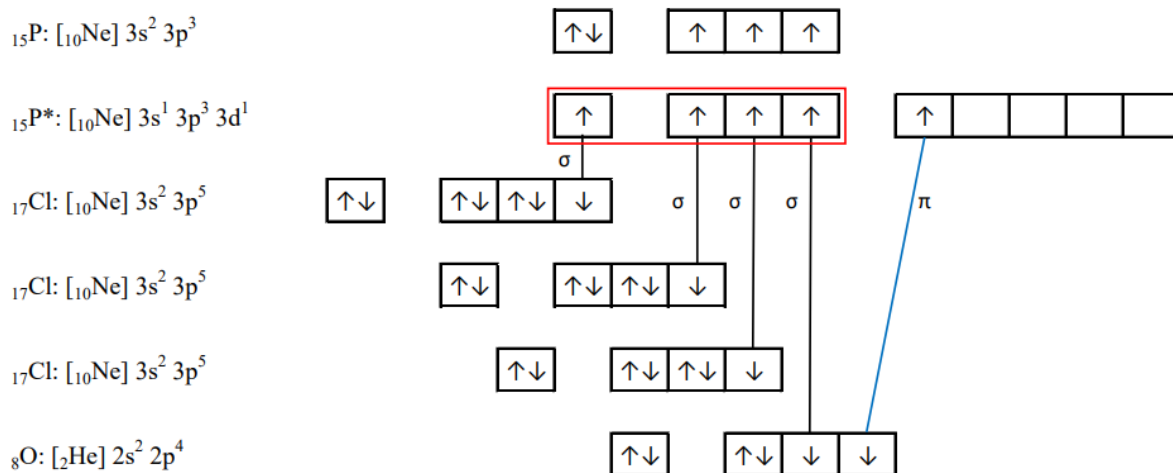 ₁₅P: [₁₀Ne] 3s² 3p³ ↑↓ ↑ ↑ ↑
₁₅P*: [₁₀Ne] 3s¹ 3p³ 3d¹ ↑ ↑ ↑ ↑ ↑
σ
₁₇Cl: [₁₀Ne] 3s² 3p⁵ ↑↓ ↑↓ ↑↓ ↓ σ σ σ π
₁₇Cl: [₁₀Ne] 3s² 3p⁵ ↑↓ ↑↓ ↑↓ ↓
₁₇Cl: [₁₀Ne] 3s² 3p⁵ ↑↓ ↑↓ ↑↓ ↓
₈O: [₂He] 2s² 2p⁴ ↑↓ ↑↓ ↓ ↓